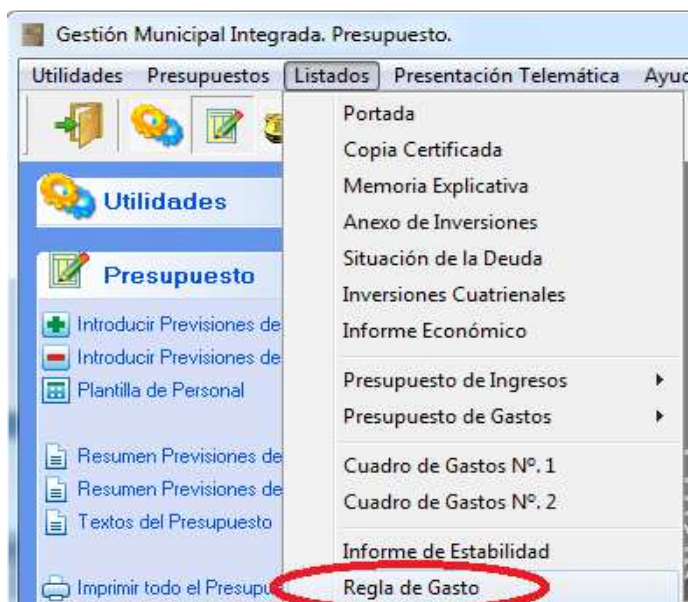 Gestión Municipal Integrada. Presupuesto.
Utilidades Presupuestos Listados Presentación Telemática
Portada
Copia Certificada
Memoria Explicativa
Anexo de Inversiones
Situación de la Deuda
Inversiones Cuatrienales
Informe Económico
Presupuesto de Ingresos
Presupuesto de Gastos
Cuadro de Gastos Nº. 1
Cuadro de Gastos Nº. 2
Informe de Estabilidad
Regla de Gasto
Utilidades
Presupuesto
Introducir Previsiones de
Introducir Previsiones de
Plantilla de Personal
Resumen Previsiones de
Resumen Previsiones de
Textos del Presupuesto
Imprimir todo el